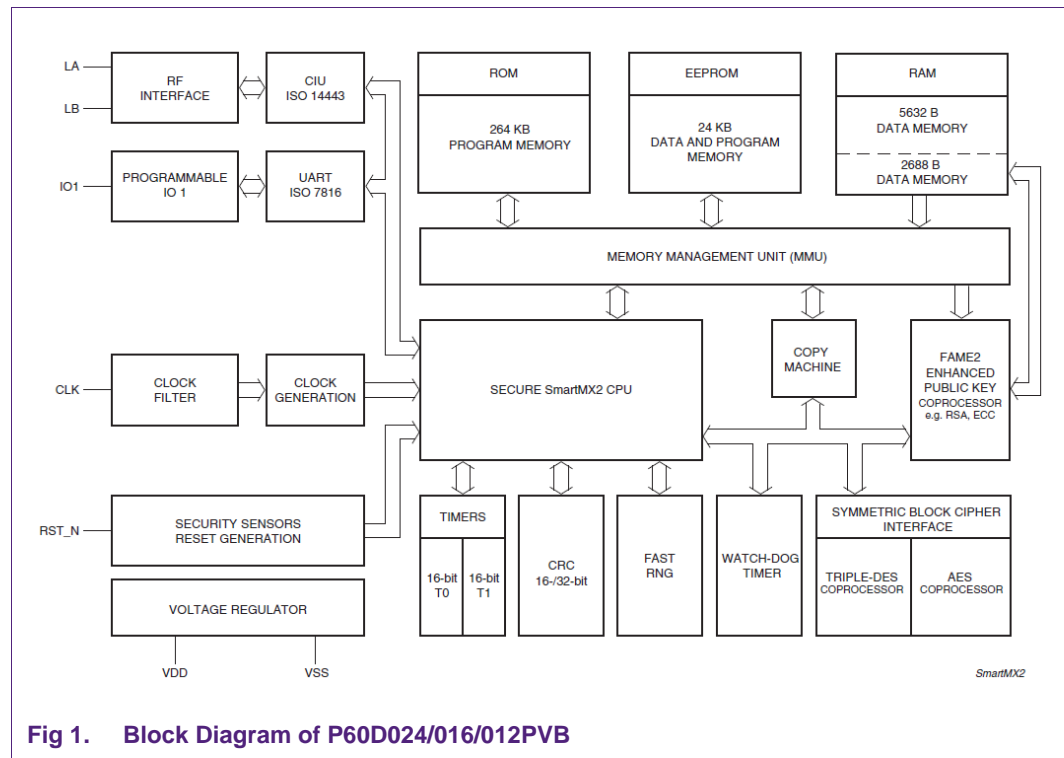 LA
LB
RF
INTERFACE
CIU
ISO 14443
ROM
264 KB
PROGRAM MEMORY
EEPROM
24 KB
DATA AND PROGRAM
MEMORY
RAM
5632 B
DATA MEMORY
2688 B
DATA MEMORY
IO1
PROGRAMMABLE
IO 1
UART
ISO 7816
MEMORY MANAGEMENT UNIT (MMU)
CLK
CLOCK
FILTER
CLOCK
GENERATION
SECURE SmartMX2 CPU
COPY
MACHINE
FAME2
ENHANCED
PUBLIC KEY
COPROCESSOR
e.g. RSA, ECC
RST_N
SECURITY SENSORS
RESET GENERATION
VOLTAGE REGULATOR
VDD
VSS
TIMERS
16-bit
T0
16-bit
T1
CRC
16-/32-bit
FAST
RNG
WATCH-DOG
TIMER
SYMMETRIC BLOCK CIPHER
INTERFACE
TRIPLE-DES
COPROCESSOR
AES
COPROCESSOR
SmartMX2
Fig 1. Block Diagram of P60D024/016/012PVB